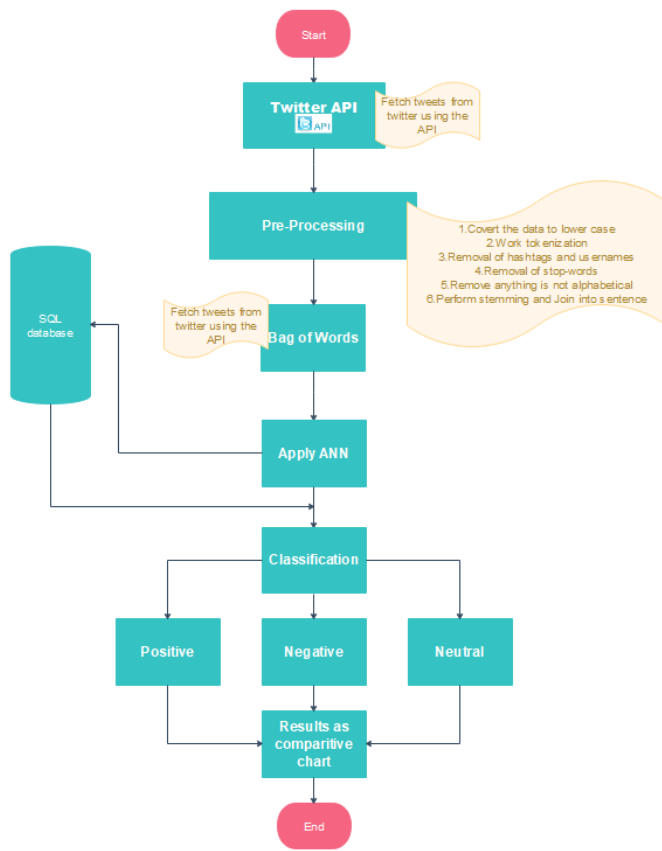 Start
Twitter API
API
Fetch tweets from
twitter using the
API
Pre-Processing
1.Covert the data to lower case
2.Work tokenization
3.Removal of hashtags and usernames
4.Removal of stop-words
5.Remove anything is not alphabetical
6.Perform stemming and Join into sentence
SQL
database
Fetch tweets from
twitter using the
API
Bag of Words
Apply ANN
Classification
Positive
Negative
Neutral
Results as
comparitive
chart
End